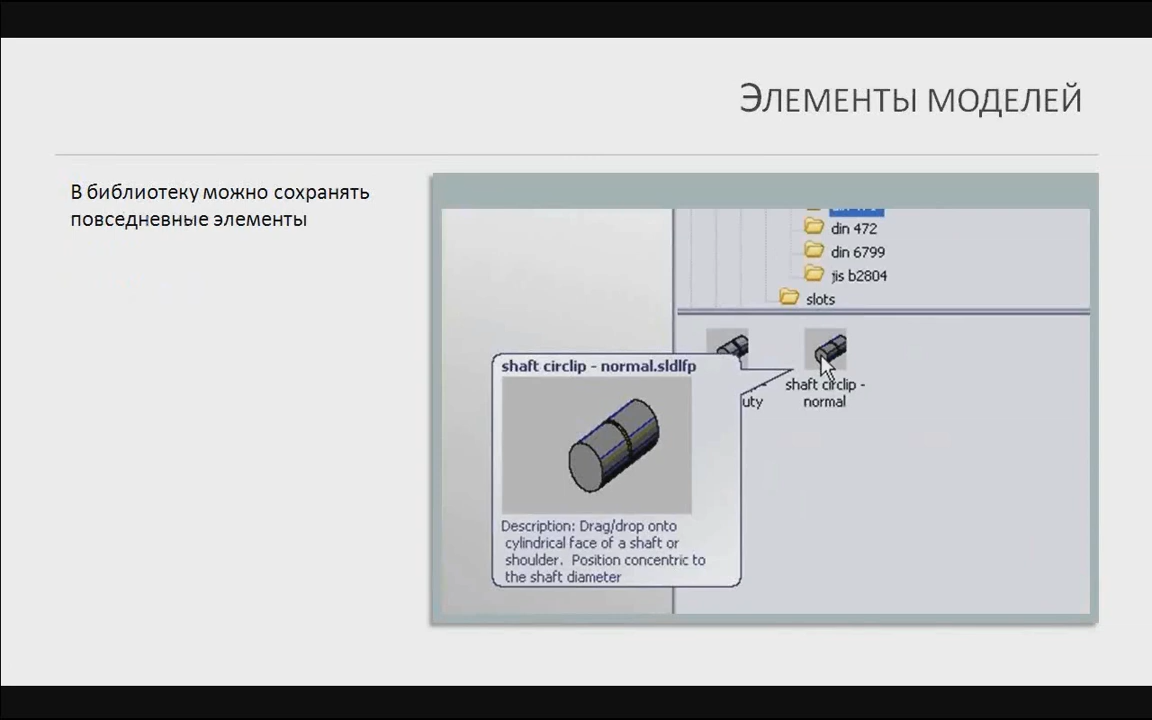 Элементы моделей
В библиотеку можно сохранять
повседневные элементы
din 472
din 6799
jis b2804
slots
shaft circlip - normal.sldlfp
shaft circlip -
normal
uty
Description: Drag/drop onto
cylindrical face of a shaft or
shoulder. Position concentric to
the shaft diameter